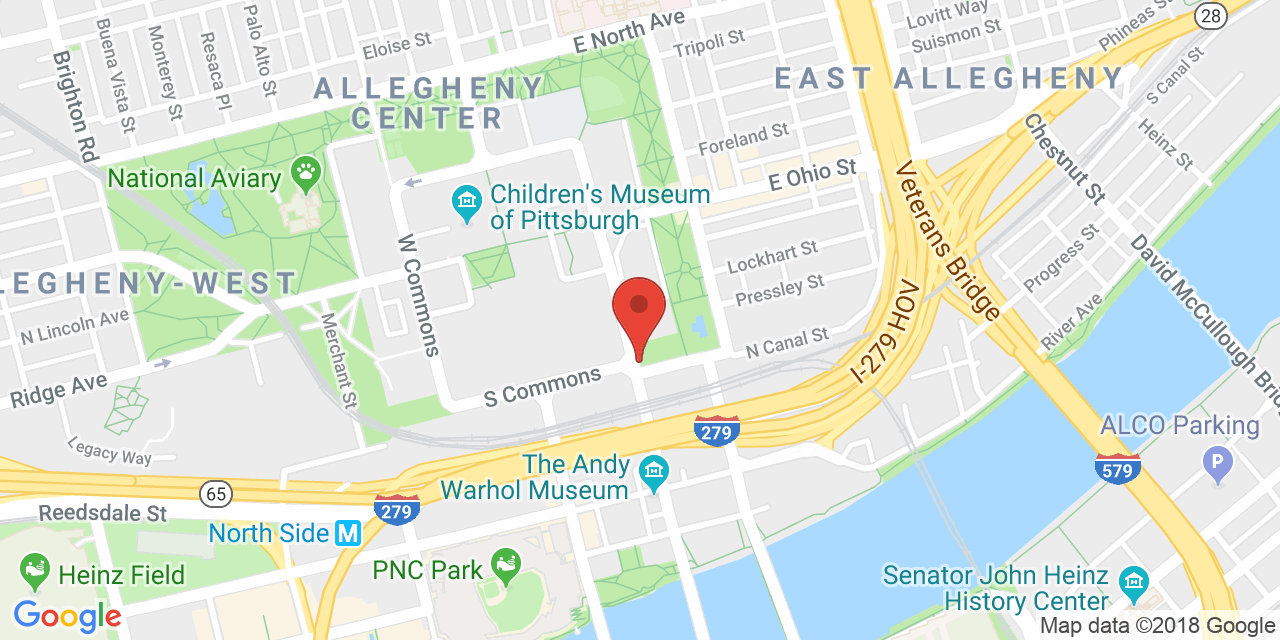 Lovitt Way
28
Phineas St
E North Ave
Palo Alto St
Buena Vista St
Monterey St
Resaca Pl
Eloise St
Tripoli St
Suismon St
Brighton Rd
ALLEGHENY
CENTER
EAST ALLEGHENY
S Canal St
Heinz St
Foreland St
Chestnut St
National Aviary
E Ohio St
Children's Museum
of Pittsburgh
Veterans Bridge
W Commons
Lockhart St
Progress St
David McCullough Bri
LEGHENY-WEST
Pressley St
N Lincoln Ave
Merchant St
River Ave
N Canal St
I-279 HOV
Ridge Ave
S Commons
Legacy Way
279
ALCO Parking
P
579
The Andy
Warhol Museum
65
279
Reedsdale St
North Side M
PNC Park
Heinz Field
Senator John Heinz
History Center
Google
Map data ©2018 Google